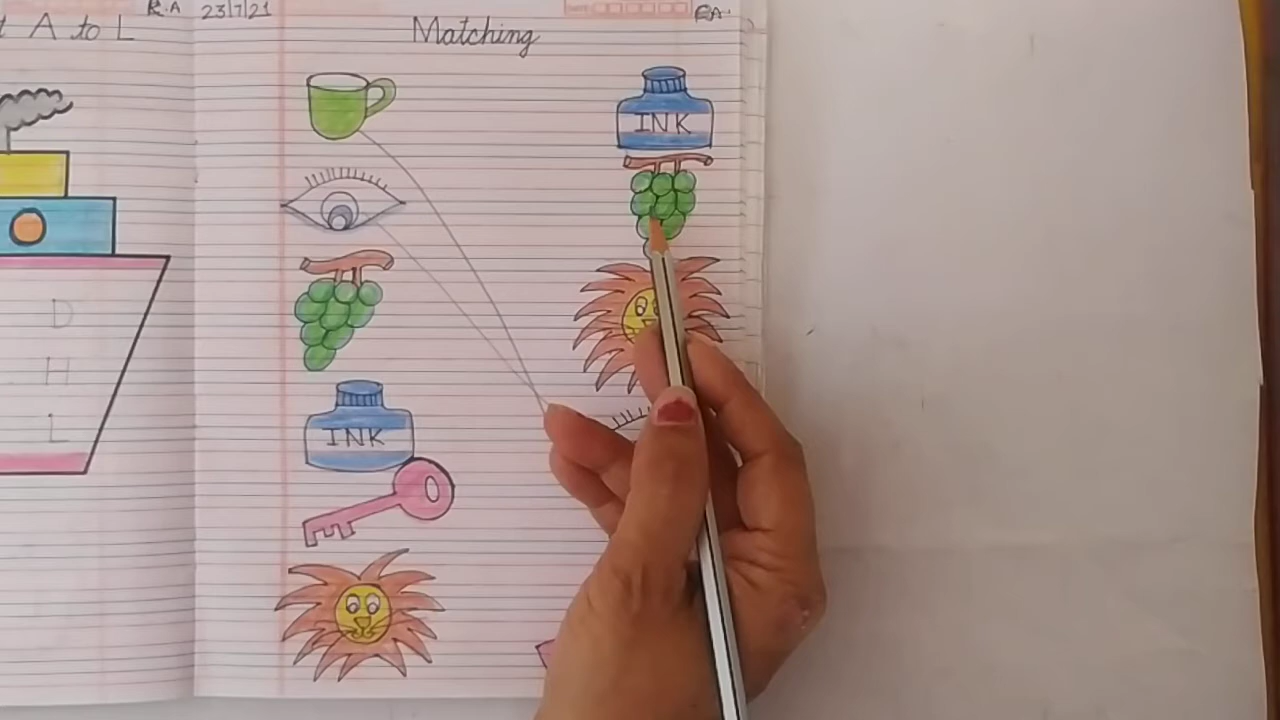 t A to L
R.A
23/7/21
Matching
INK
D
H
L
INK